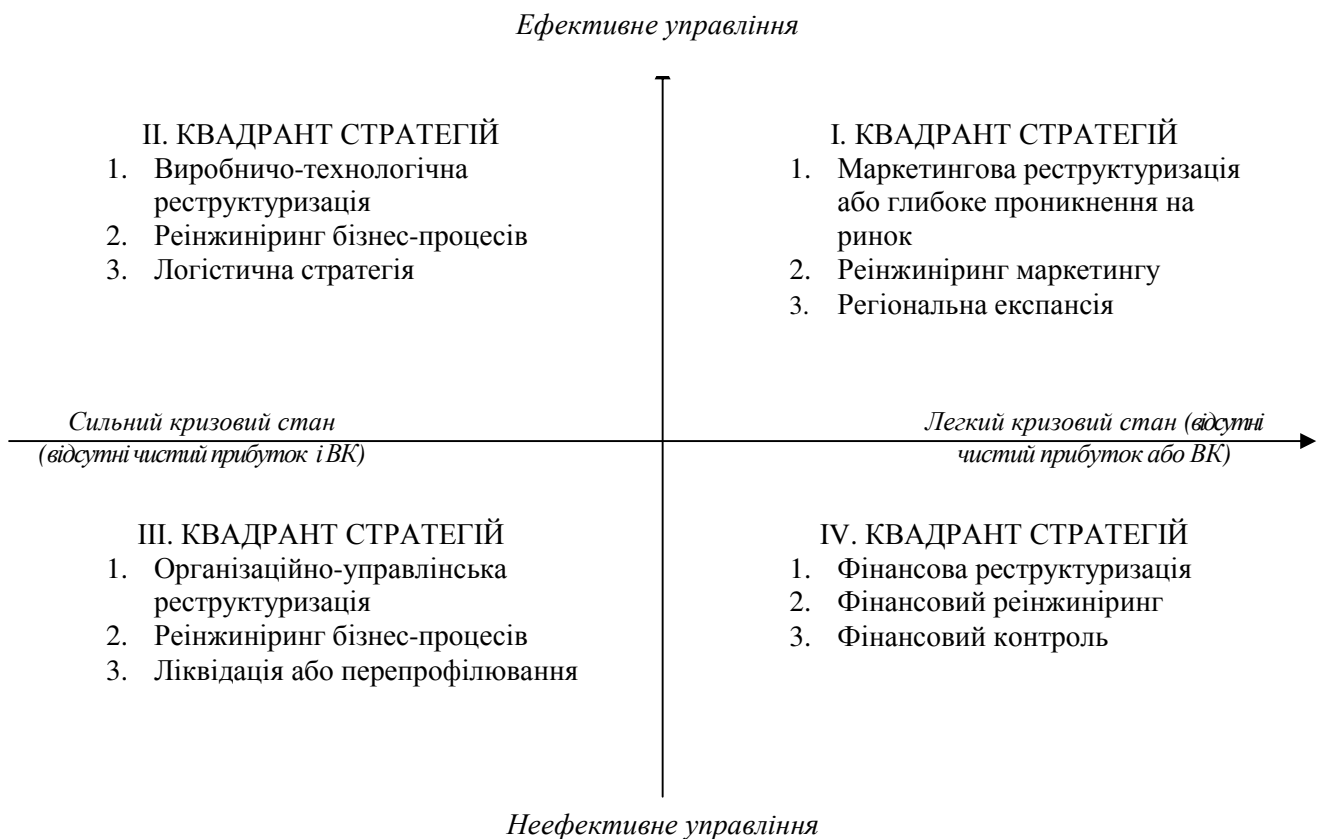 Ефективне управління
ІІ. КВАДРАНТ СТРАТЕГІЙ
1. Виробничо-технологічна
реструктуризація
2. Реінжиніринг бізнес-процесів
3. Логістична стратегія
І. КВАДРАНТ СТРАТЕГІЙ
1. Маркетингова реструктуризація
або глибоке проникнення на
ринок
2. Реінжиніринг маркетингу
3. Регіональна експансія
Сильний кризовий стан
(відсутні чистий прибуток і ВК)
Легкий кризовий стан (відсутні
чистий прибуток або ВК)
ІІІ. КВАДРАНТ СТРАТЕГІЙ
1. Організаційно-управлінська
реструктуризація
2. Реінжиніринг бізнес-процесів
3. Ліквідація або перепрофілювання
IV. КВАДРАНТ СТРАТЕГІЙ
1. Фінансова реструктуризація
2. Фінансовий реінжиніринг
3. Фінансовий контроль
Неефективне управління